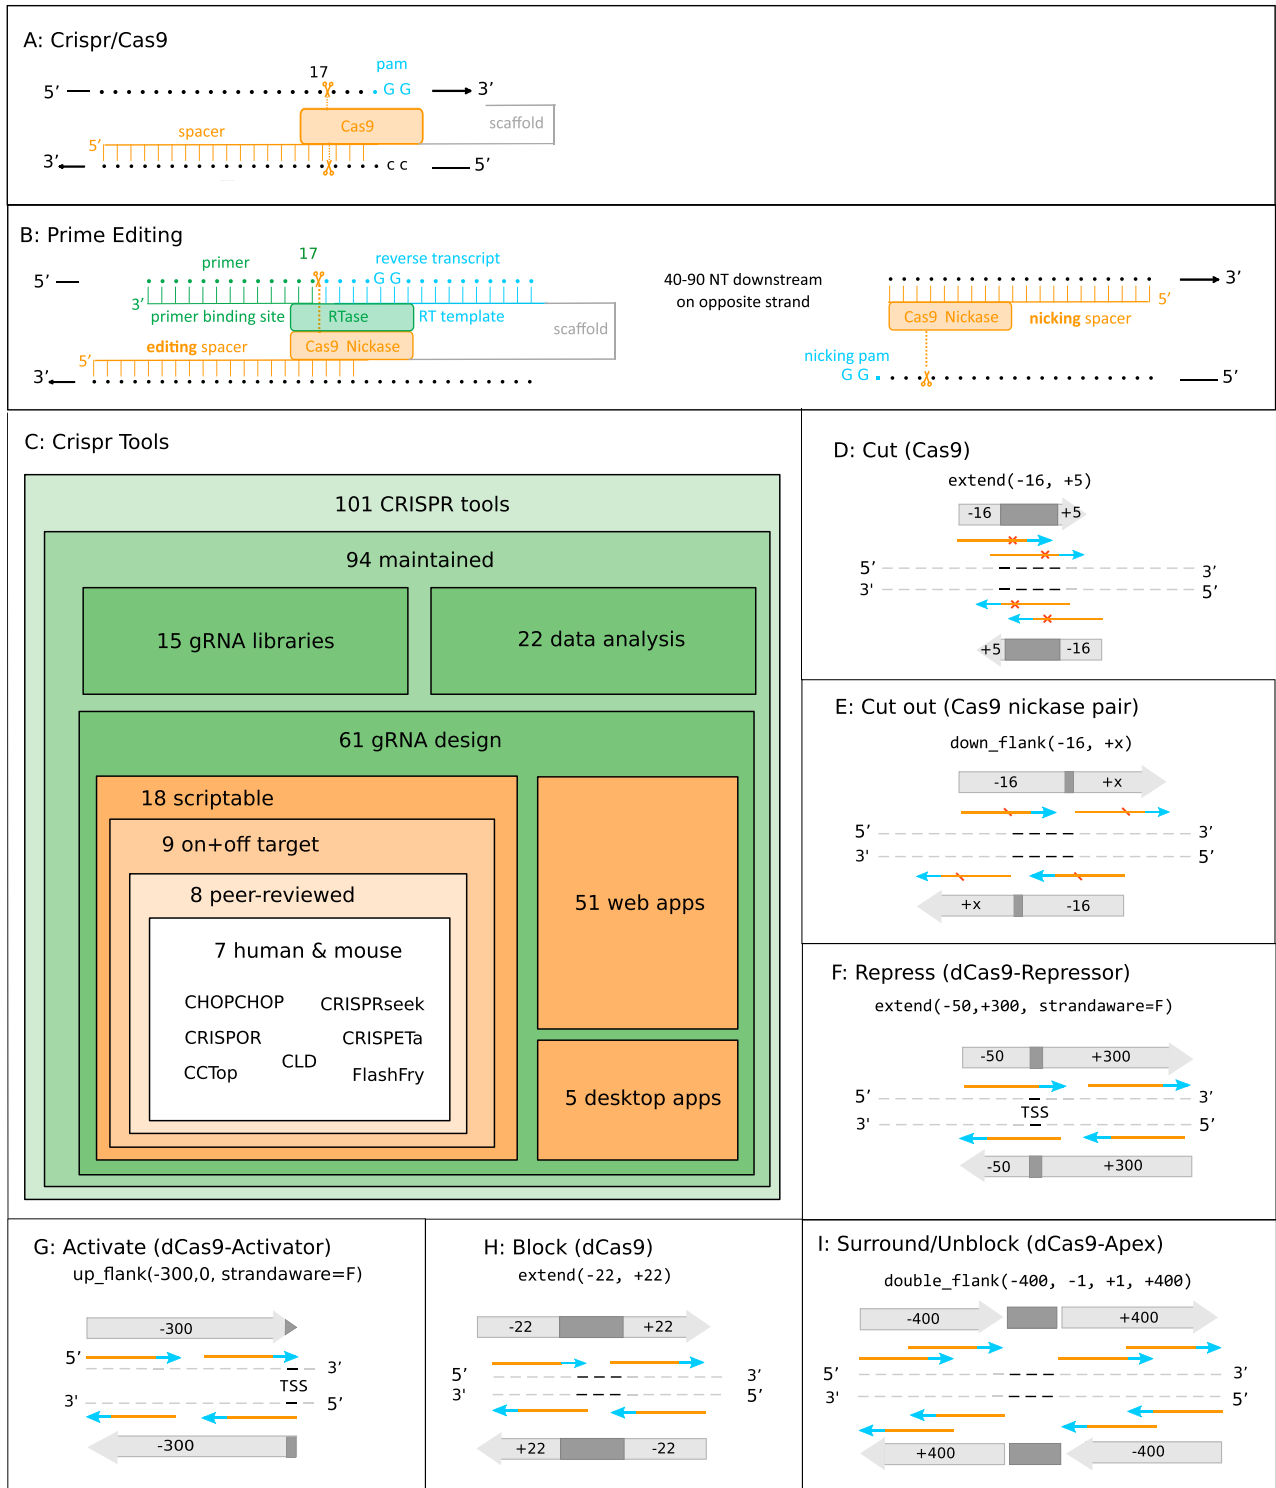 A: Crispr/Cas9
17
pam
5’
G G
3’
Cas9
scaffold
spacer
5’
3’
C C
5’
B: Prime Editing
17
primer
reverse transcript
G G
5’
3’
primer binding site
RTase
RT template
scaffold
editing spacer
Cas9 Nickase
5’
3’
40-90 NT downstream
on opposite strand
3’
5’
Cas9 Nickase
nicking spacer
nicking pam
G G
5’
C: Crispr Tools
101 CRISPR tools
94 maintained
15 gRNA libraries
22 data analysis
61 gRNA design
18 scriptable
9 on+off target
8 peer-reviewed
7 human & mouse
CHOPCHOP
CRISPRseek
CRISPOR
CRISPETa
CLD
CCTop
FlashFry
51 web apps
5 desktop apps
D: Cut (Cas9)
extend(-16, +5)
-16
+5
5’
3’
3'
5’
+5
-16
E: Cut out (Cas9 nickase pair)
down_flank(-16, +x)
-16
+x
5’
3’
3'
5’
+x
-16
F: Repress (dCas9-Repressor)
extend(-50,+300, strandaware=F)
-50
+300
5’
3’
TSS
3'
5’
-50
+300
G: Activate (dCas9-Activator)
up_flank(-300,0, strandaware=F)
-300
5’
3’
TSS
3'
5’
-300
H: Block (dCas9)
extend(-22, +22)
-22
+22
5’
3’
3'
5’
+22
-22
I: Surround/Unblock (dCas9-Apex)
double_flank(-400, -1, +1, +400)
-400
+400
5’
3’
3'
5’
+400
-400